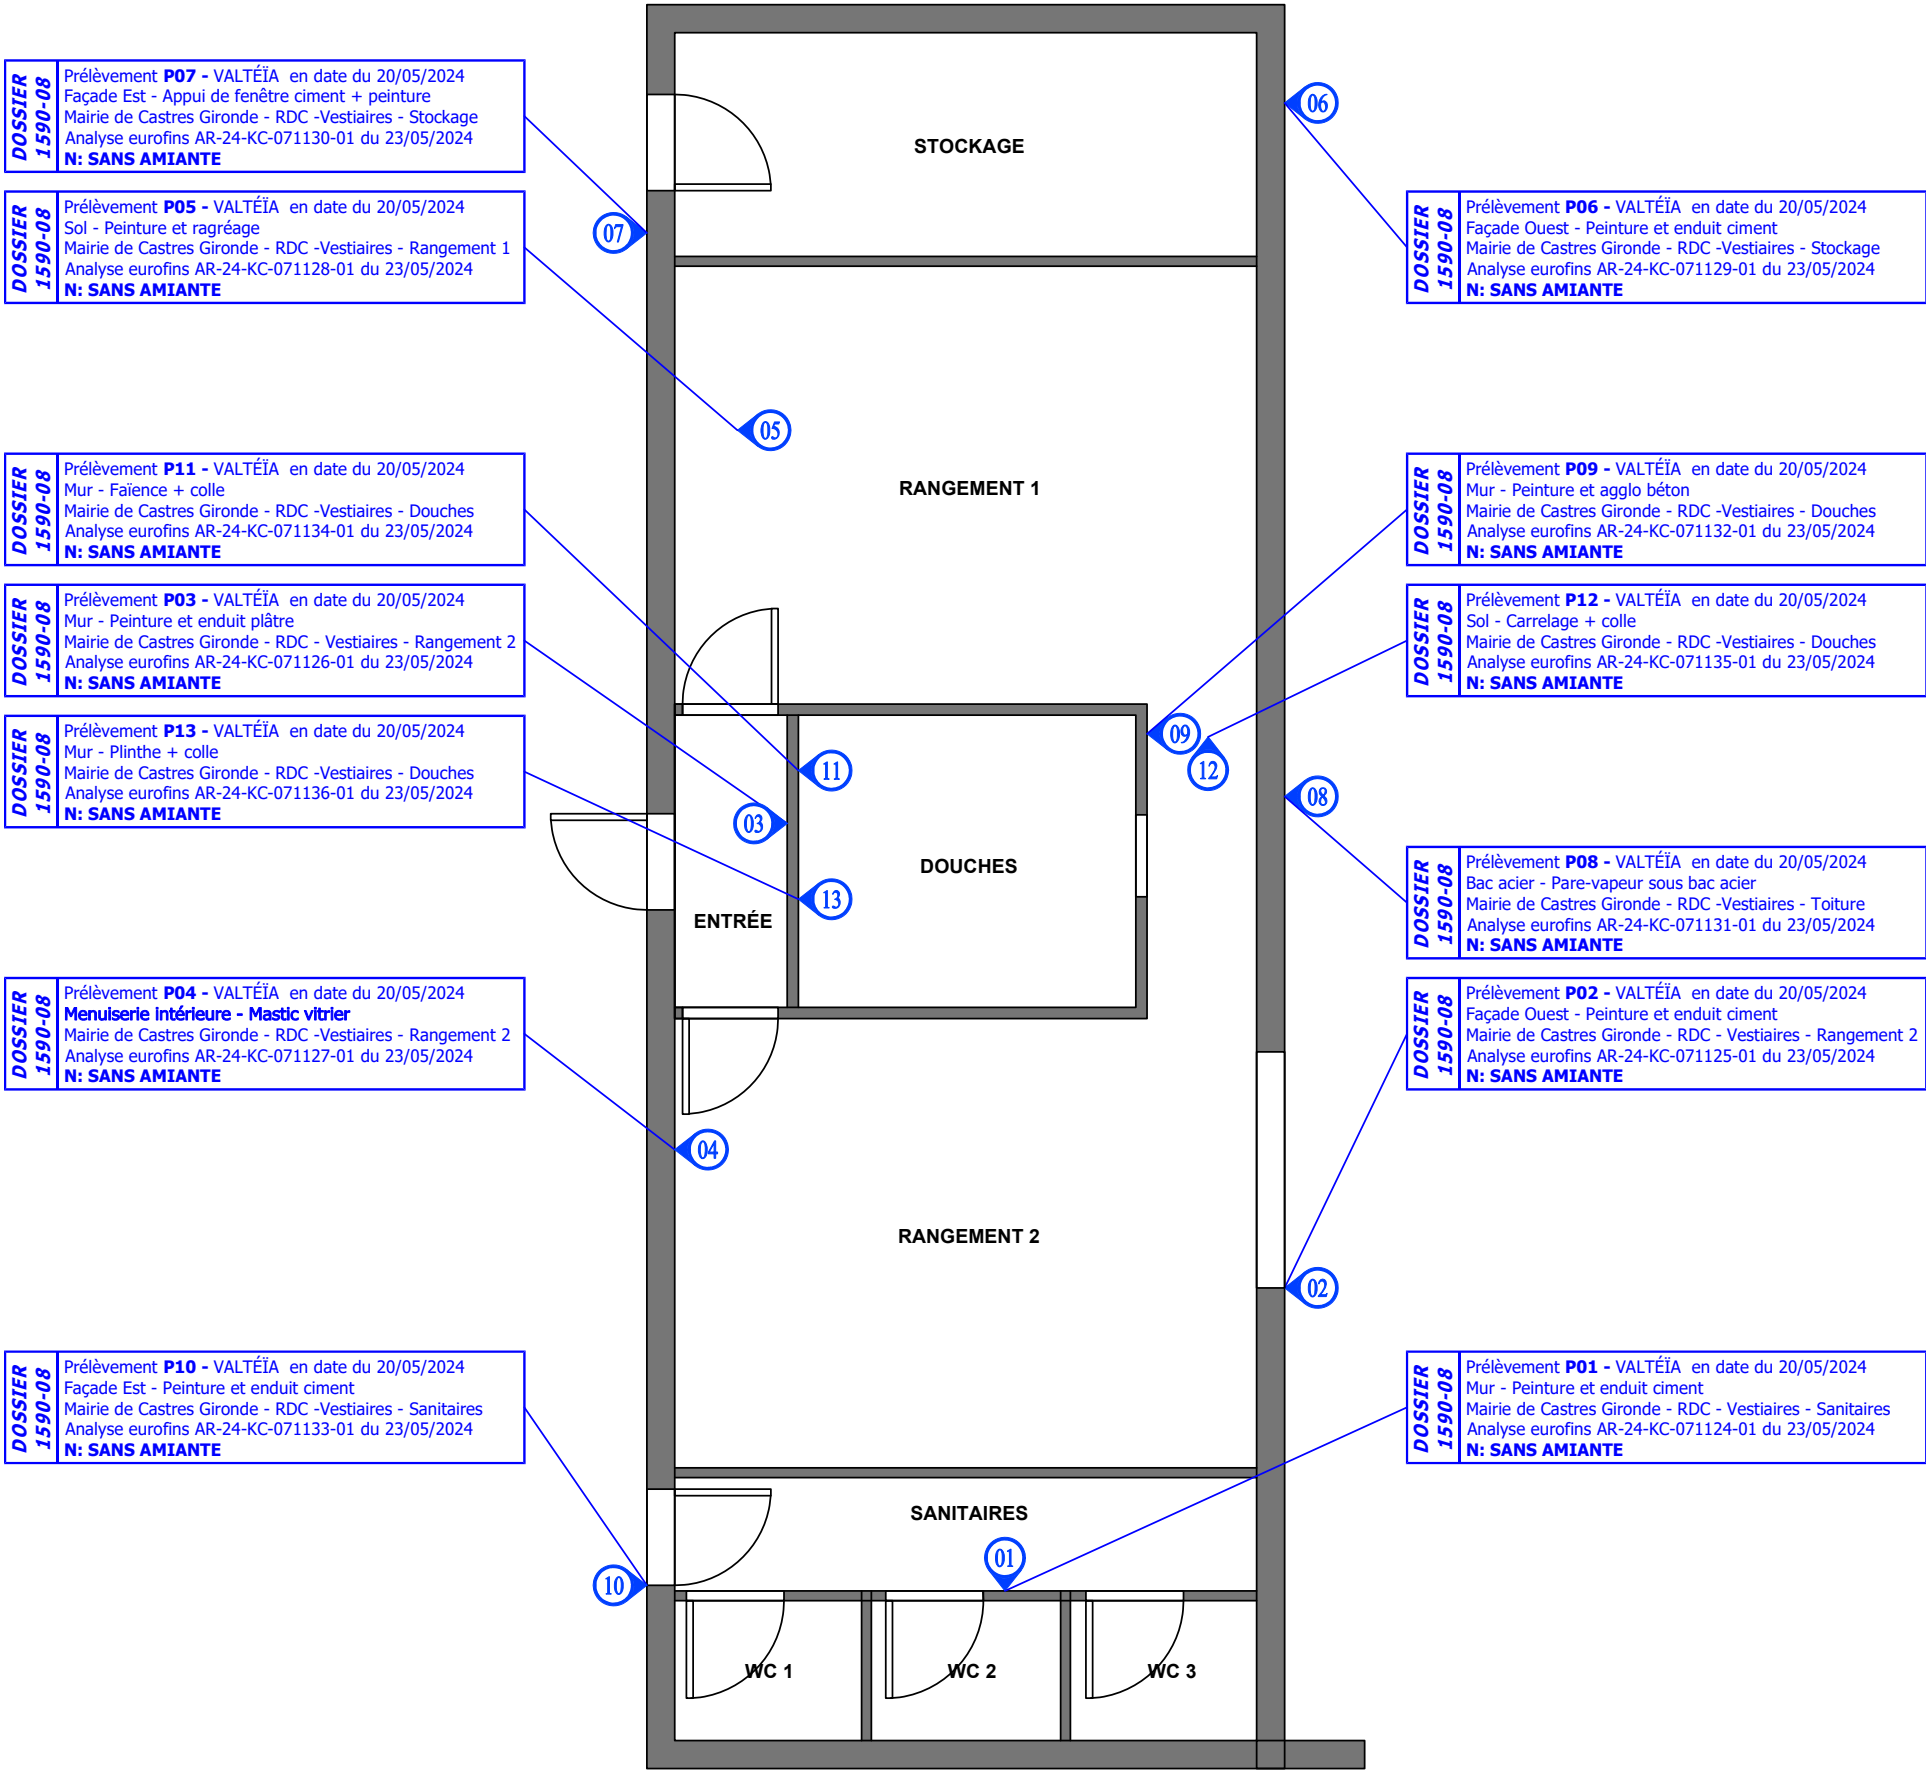 DOSSIER
1590-08
Prélèvement P07 - VALTÉÏA en date du 20/05/2024
Façade Est - Appui de fenêtre ciment + peinture
Mairie de Castres Gironde - RDC -Vestiaires - Stockage
Analyse eurofins AR-24-KC-071130-01 du 23/05/2024
N: SANS AMIANTE
DOSSIER
1590-08
Prélèvement P05 - VALTÉÏA en date du 20/05/2024
Sol - Peinture et ragréage
Mairie de Castres Gironde - RDC -Vestiaires - Rangement 1
Analyse eurofins AR-24-KC-071128-01 du 23/05/2024
N: SANS AMIANTE
DOSSIER
1590-08
Prélèvement P11 - VALTÉÏA en date du 20/05/2024
Mur - Faïence + colle
Mairie de Castres Gironde - RDC -Vestiaires - Douches
Analyse eurofins AR-24-KC-071134-01 du 23/05/2024
N: SANS AMIANTE
DOSSIER
1590-08
Prélèvement P03 - VALTÉÏA en date du 20/05/2024
Mur - Peinture et enduit plâtre
Mairie de Castres Gironde - RDC - Vestiaires - Rangement 2
Analyse eurofins AR-24-KC-071126-01 du 23/05/2024
N: SANS AMIANTE
DOSSIER
1590-08
Prélèvement P13 - VALTÉÏA en date du 20/05/2024
Mur - Plinthe + colle
Mairie de Castres Gironde - RDC -Vestiaires - Douches
Analyse eurofins AR-24-KC-071136-01 du 23/05/2024
N: SANS AMIANTE
DOSSIER
1590-08
Prélèvement P04 - VALTÉÏA en date du 20/05/2024
Menuiserie intérieure - Mastic vitrier
Mairie de Castres Gironde - RDC -Vestiaires - Rangement 2
Analyse eurofins AR-24-KC-071127-01 du 23/05/2024
N: SANS AMIANTE
DOSSIER
1590-08
Prélèvement P10 - VALTÉÏA en date du 20/05/2024
Façade Est - Peinture et enduit ciment
Mairie de Castres Gironde - RDC -Vestiaires - Sanitaires
Analyse eurofins AR-24-KC-071133-01 du 23/05/2024
N: SANS AMIANTE
06
STOCKAGE
07
05
RANGEMENT 1
09
11
12
08
03
DOUCHES
13
ENTRÉE
04
RANGEMENT 2
02
SANITAIRES
01
10
WC 1
WC 2
WC 3
DOSSIER
1590-08
Prélèvement P06 - VALTÉÏA en date du 20/05/2024
Façade Ouest - Peinture et enduit ciment
Mairie de Castres Gironde - RDC -Vestiaires - Stockage
Analyse eurofins AR-24-KC-071129-01 du 23/05/2024
N: SANS AMIANTE
DOSSIER
1590-08
Prélèvement P09 - VALTÉÏA en date du 20/05/2024
Mur - Peinture et agglo béton
Mairie de Castres Gironde - RDC -Vestiaires - Douches
Analyse eurofins AR-24-KC-071132-01 du 23/05/2024
N: SANS AMIANTE
DOSSIER
1590-08
Prélèvement P12 - VALTÉÏA en date du 20/05/2024
Sol - Carrelage + colle
Mairie de Castres Gironde - RDC -Vestiaires - Douches
Analyse eurofins AR-24-KC-071135-01 du 23/05/2024
N: SANS AMIANTE
DOSSIER
1590-08
Prélèvement P08 - VALTÉÏA en date du 20/05/2024
Bac acier - Pare-vapeur sous bac acier
Mairie de Castres Gironde - RDC -Vestiaires - Toiture
Analyse eurofins AR-24-KC-071131-01 du 23/05/2024
N: SANS AMIANTE
DOSSIER
1590-08
Prélèvement P02 - VALTÉÏA en date du 20/05/2024
Façade Ouest - Peinture et enduit ciment
Mairie de Castres Gironde - RDC - Vestiaires - Rangement 2
Analyse eurofins AR-24-KC-071125-01 du 23/05/2024
N: SANS AMIANTE
DOSSIER
1590-08
Prélèvement P01 - VALTÉÏA en date du 20/05/2024
Mur - Peinture et enduit ciment
Mairie de Castres Gironde - RDC - Vestiaires - Sanitaires
Analyse eurofins AR-24-KC-071124-01 du 23/05/2024
N: SANS AMIANTE